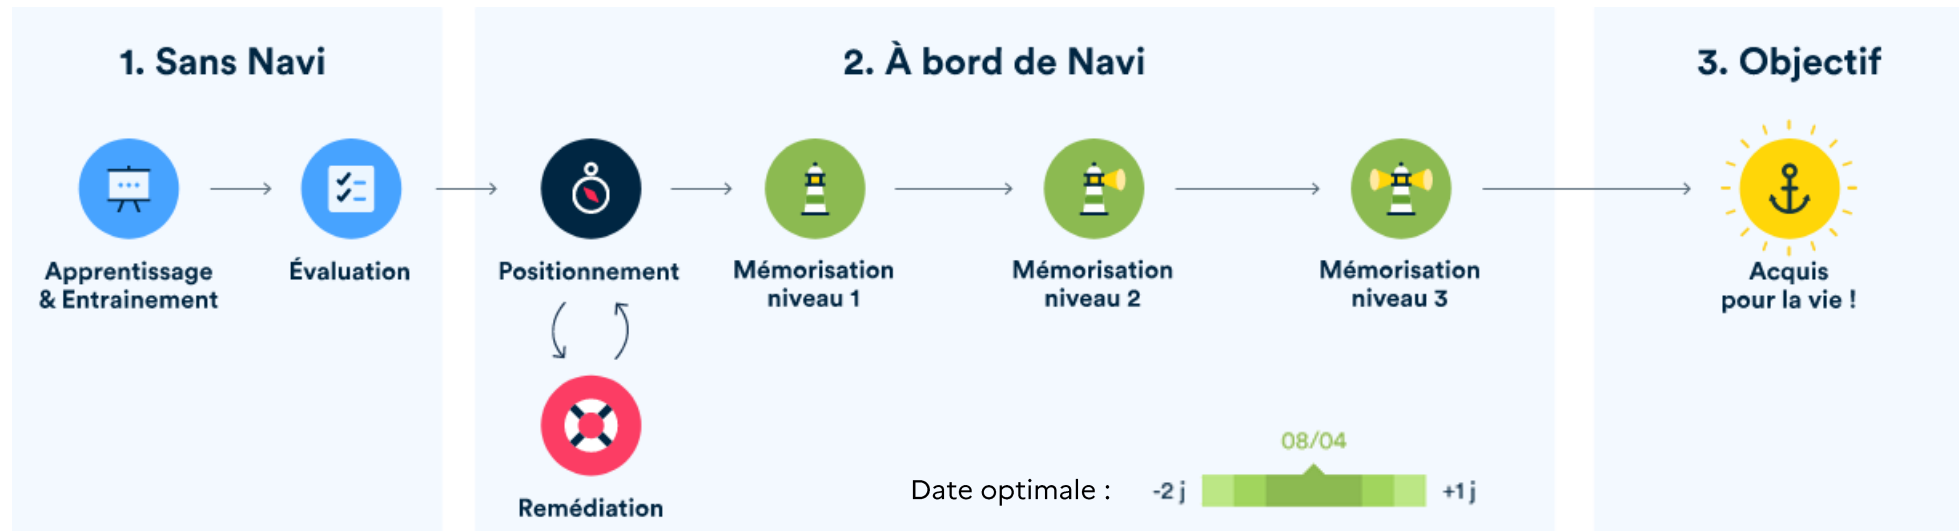 1. Sans Navi
Apprentissage
& Entrainement
Évaluation
2. À bord de Navi
Positionnement
Mémorisation
niveau 1
Mémorisation
niveau 2
Mémorisation
niveau 3
Remédiation
08/04
Date optimale : -2 j +1 j
3. Objectif
Acquis
pour la vie !